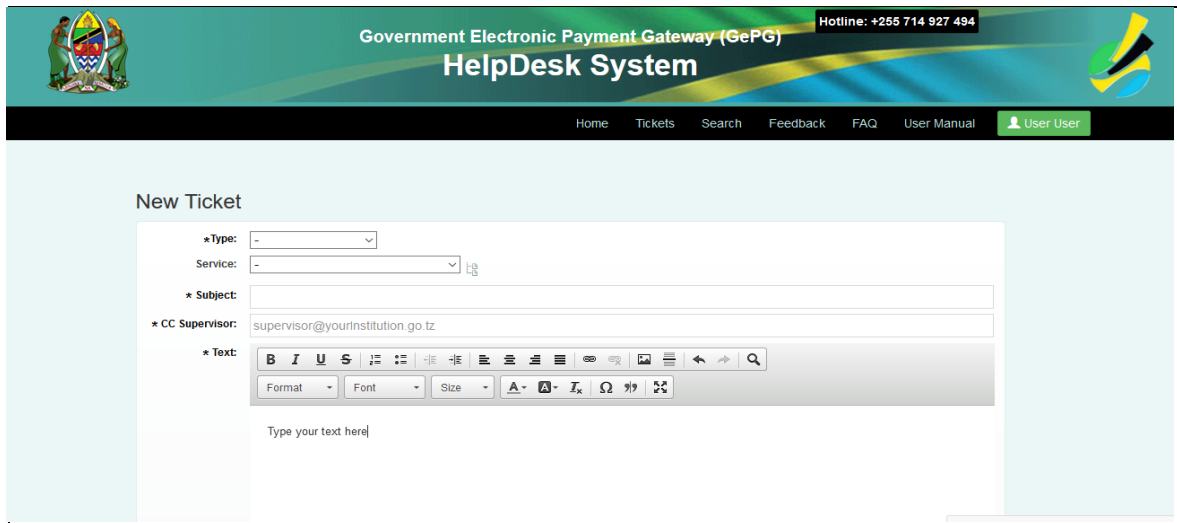 Hotline: +255 714 927 494
Government Electronic Payment Gateway (GePG)
HelpDesk System
Home Tickets Search Feedback FAQ User Manual User User
New Ticket
*Type: -
Service: -
* Subject:
* CC Supervisor: supervisor@yourInstitution.go.tz
* Text:
B I U S
Format Font Size A A Ix Ω
Type your text here